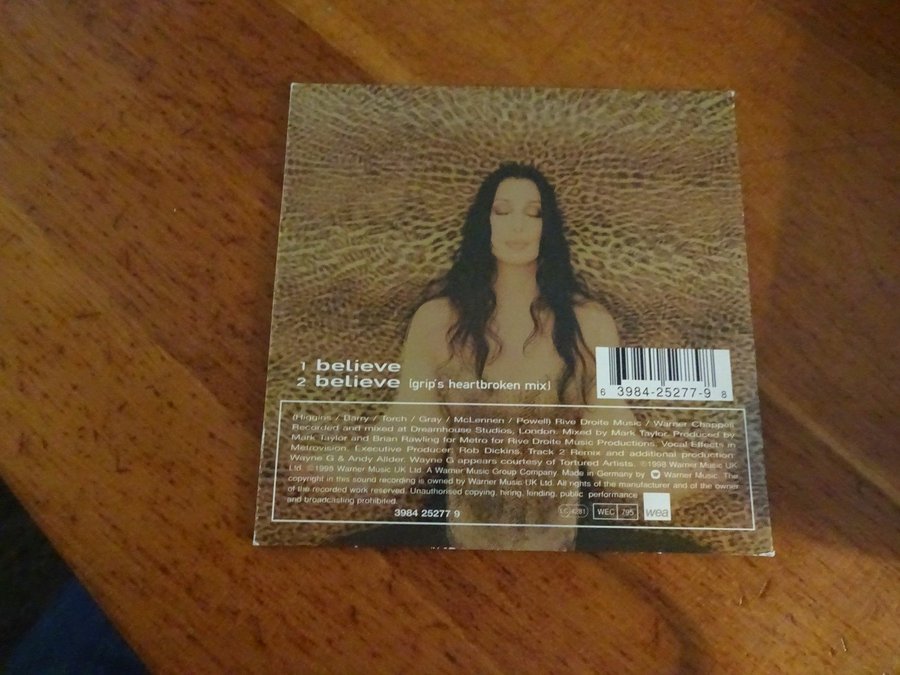 1 believe
2 believe (grip's heartbroken mix)
6 3984-25277-9 8
(Higgins / Barry / Torch / Gray / McLennen / Powell) Rive Droite Music / Warner Chappell
Recorded and mixed at Dreamhouse Studios, London. Mixed by Mark Taylor. Produced by
Mark Taylor and Brian Rawling for Metro for Rive Droite Music Productions. Vocal Effects in
Metrovision. Executive Producer: Rob Dickins. Track 2 Remix and additional production:
Wayne G & Andy Allder. Wayne G appears courtesy of Tortured Artists. ℗1998 Warner Music UK
Ltd. ©1998 Warner Music UK Ltd. A Warner Music Group Company. Made in Germany by Warner Music. The
copyright in this sound recording is owned by Warner Music UK Ltd. All rights of the manufacturer and of the owner
of the recorded work reserved. Unauthorised copying, hiring, lending, public performance
and broadcasting prohibited.
3984 25277 9
LC 4281 WEC 795 wea